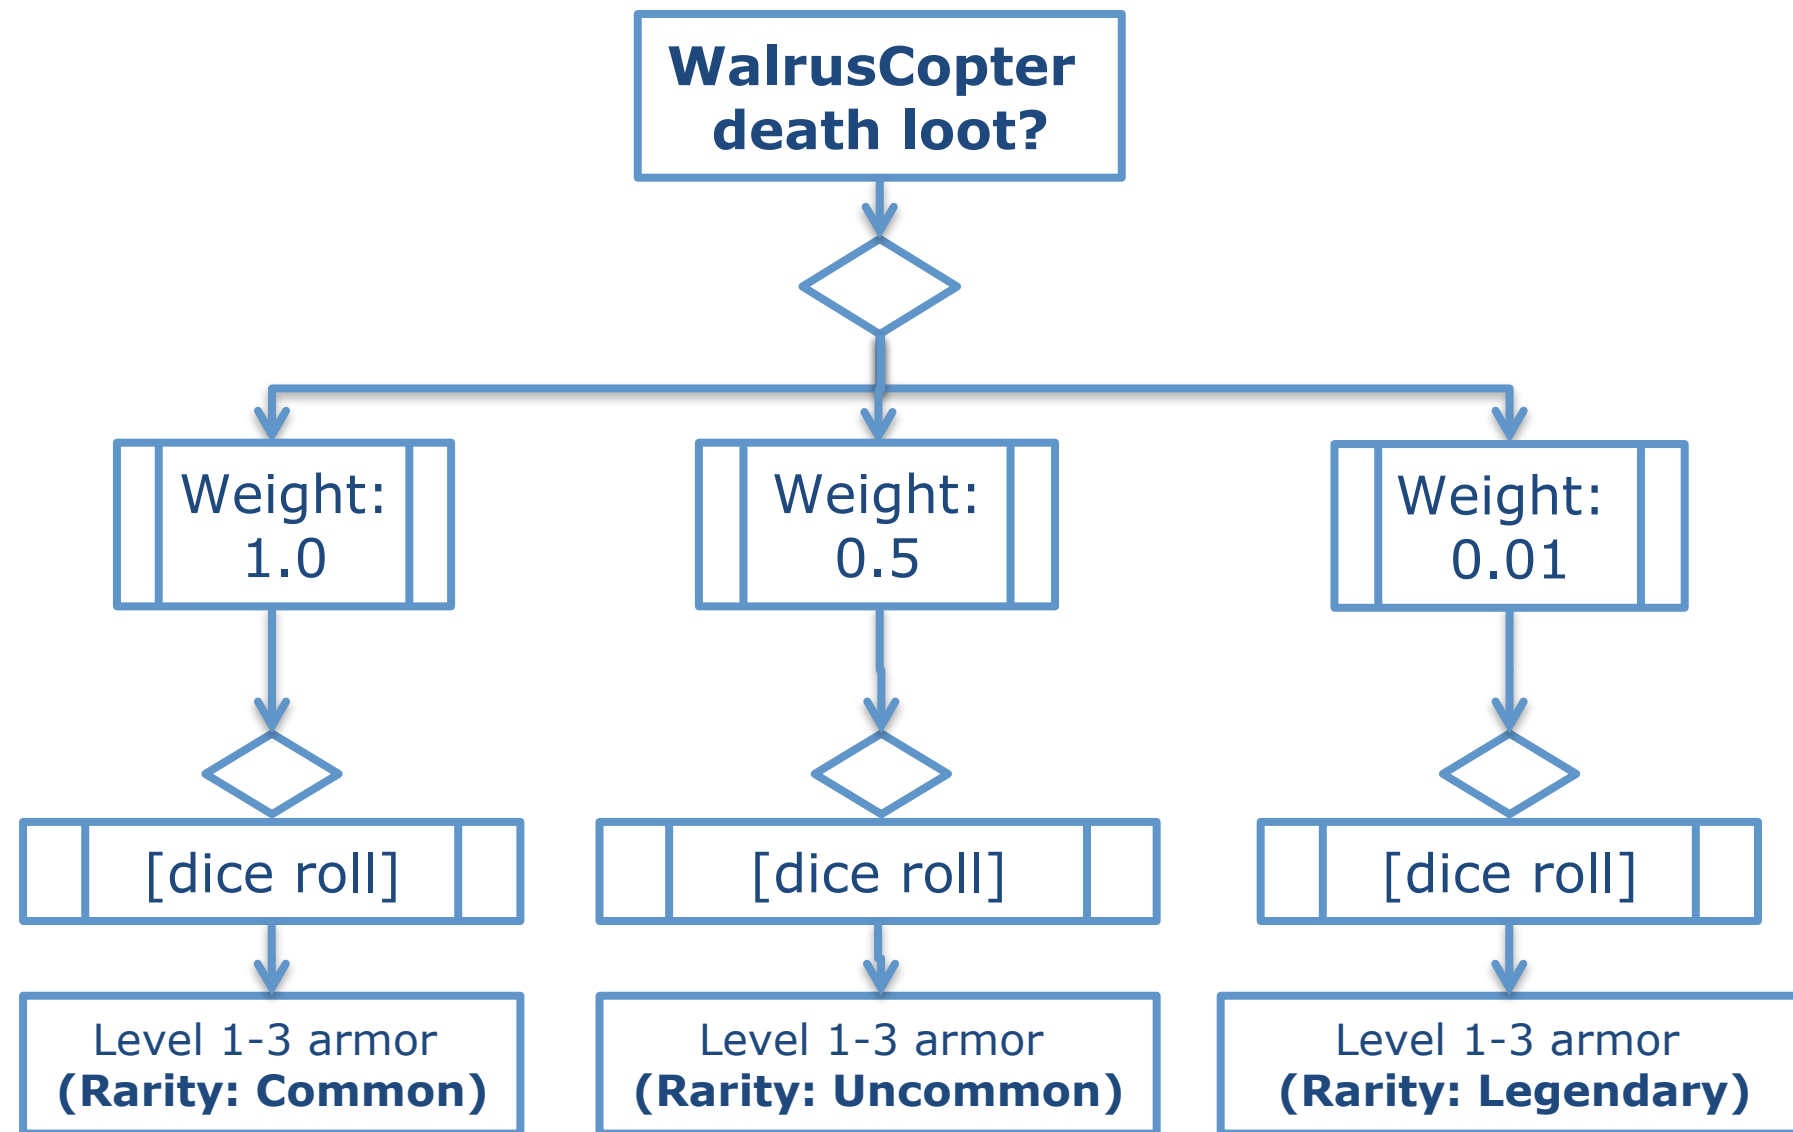 WalrusCopter
death loot?
Weight:
1.0
Weight:
0.5
Weight:
0.01
[dice roll]
[dice roll]
[dice roll]
Level 1-3 armor
(Rarity: Common)
Level 1-3 armor
(Rarity: Uncommon)
Level 1-3 armor
(Rarity: Legendary)